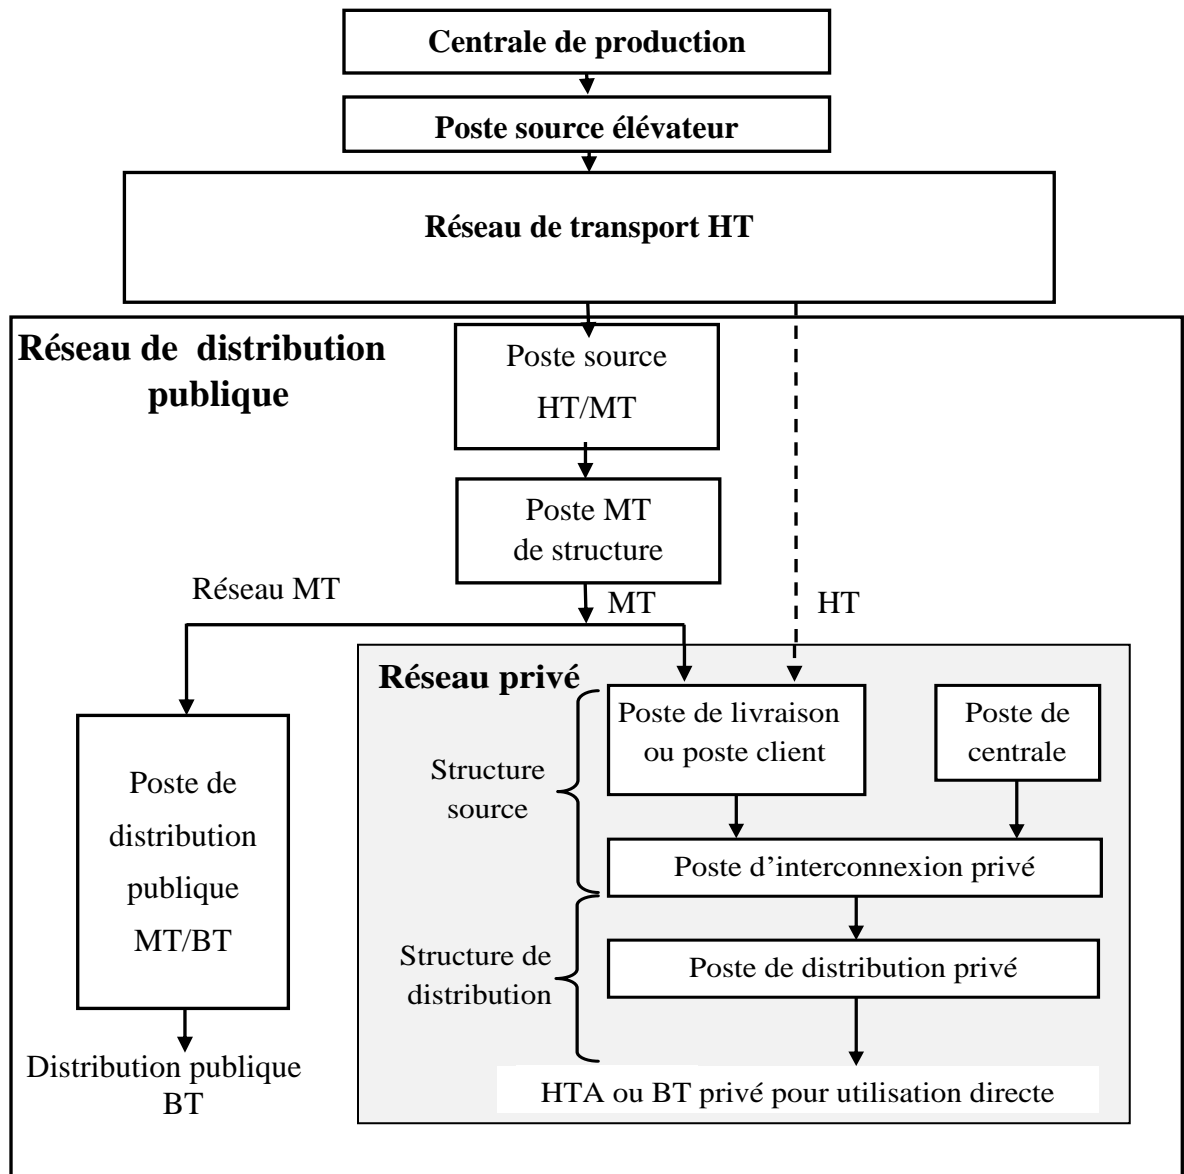 Centrale de production
Poste source élévateur
Réseau de transport HT
Réseau de distribution
publique
Poste source
HT/MT
Poste MT
de structure
Réseau MT
MT
HT
Réseau privé
Poste de livraison
ou poste client
Poste de
centrale
Structure
source
Poste de
distribution
publique
MT/BT
Poste d’interconnexion privé
Structure de
distribution
Poste de distribution privé
Distribution publique
BT
HTA ou BT privé pour utilisation directe